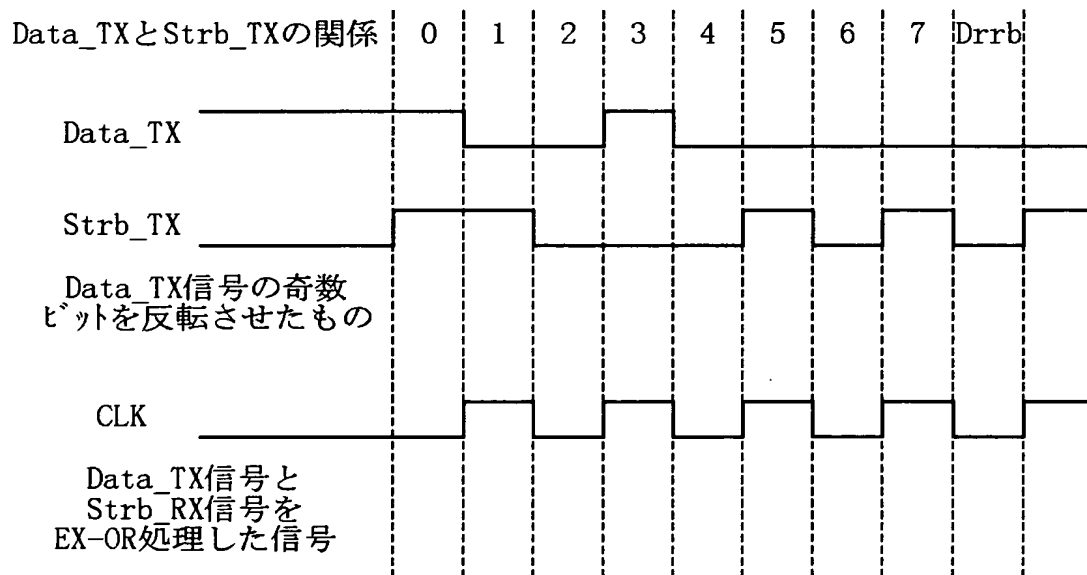 Data_TXとStrb_TXの関係 0 1 2 3 4 5 6 7 Drrb
Data_TX
Strb_TX
Data_TX信号の奇数
ﾋﾞｯﾄを反転させたもの
CLK
Data_TX信号と
Strb_RX信号を
EX-OR処理した信号